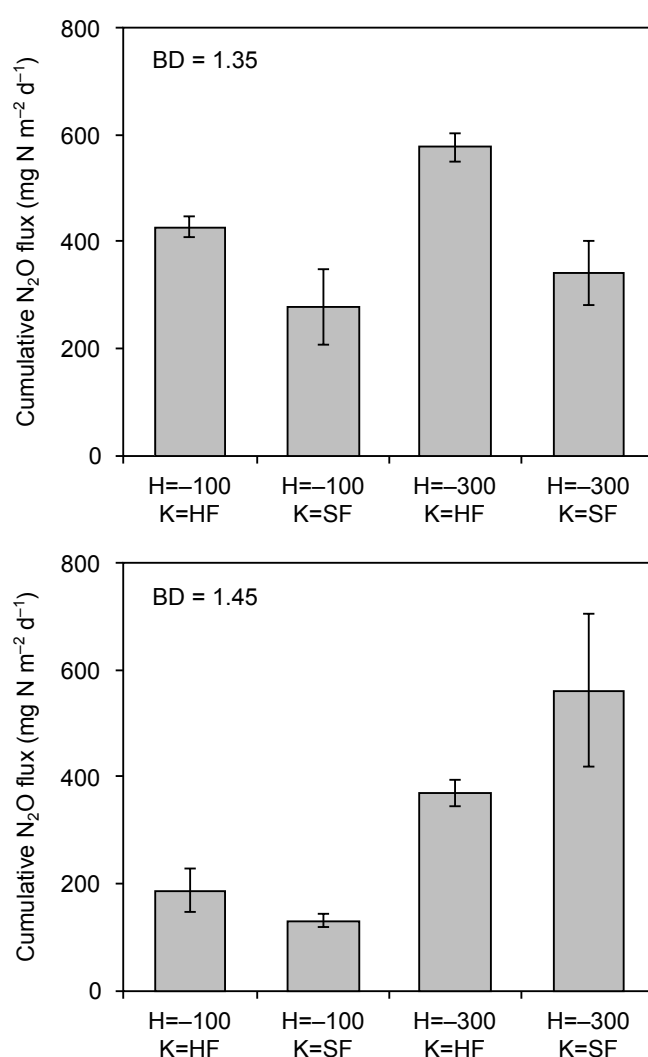 Cumulative N₂O flux (mg N m⁻² d⁻¹)
800
600
400
200
0
BD = 1.35
H=–100 H=–100 H=–300 H=–300
K=HF K=SF K=HF K=SF
Cumulative N₂O flux (mg N m⁻² d⁻¹)
800
600
400
200
0
BD = 1.45
H=–100 H=–100 H=–300 H=–300
K=HF K=SF K=HF K=SF